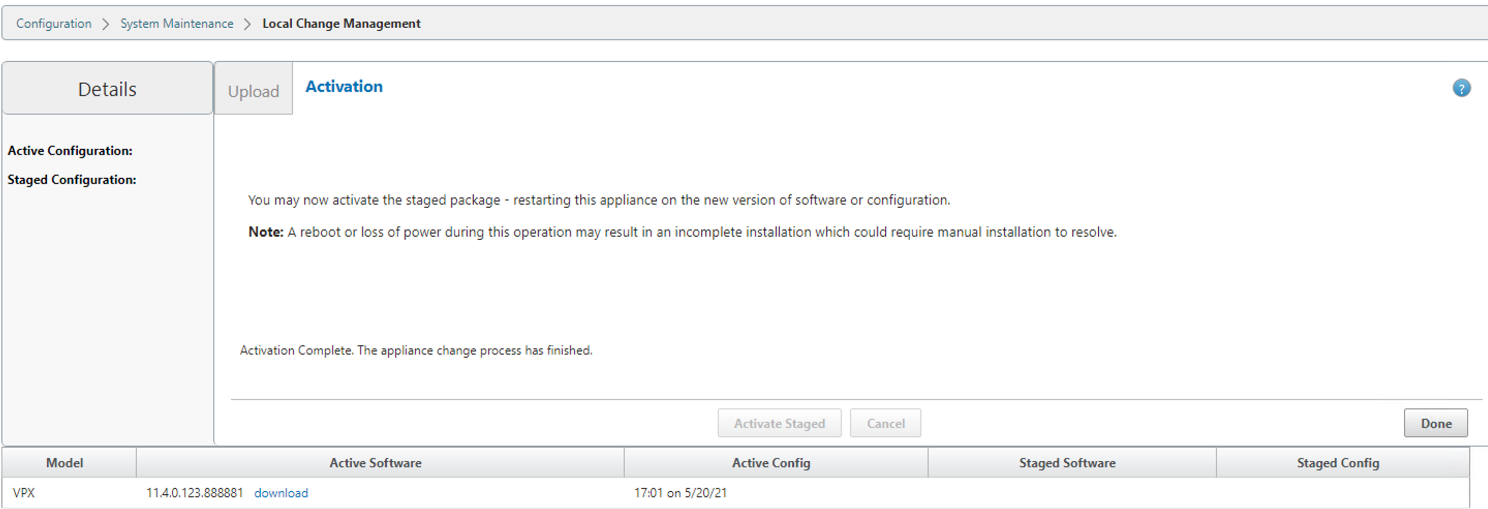 Configuration > System Maintenance > Local Change Management
Details
Upload
Activation
?
Active Configuration:
Staged Configuration:
You may now activate the staged package - restarting this appliance on the new version of software or configuration.
Note: A reboot or loss of power during this operation may result in an incomplete installation which could require manual installation to resolve.
Activation Complete. The appliance change process has finished.
Activate Staged Cancel Done
Model Active Software Active Config Staged Software Staged Config
VPX 11.4.0.123.888881 download 17:01 on 5/20/21